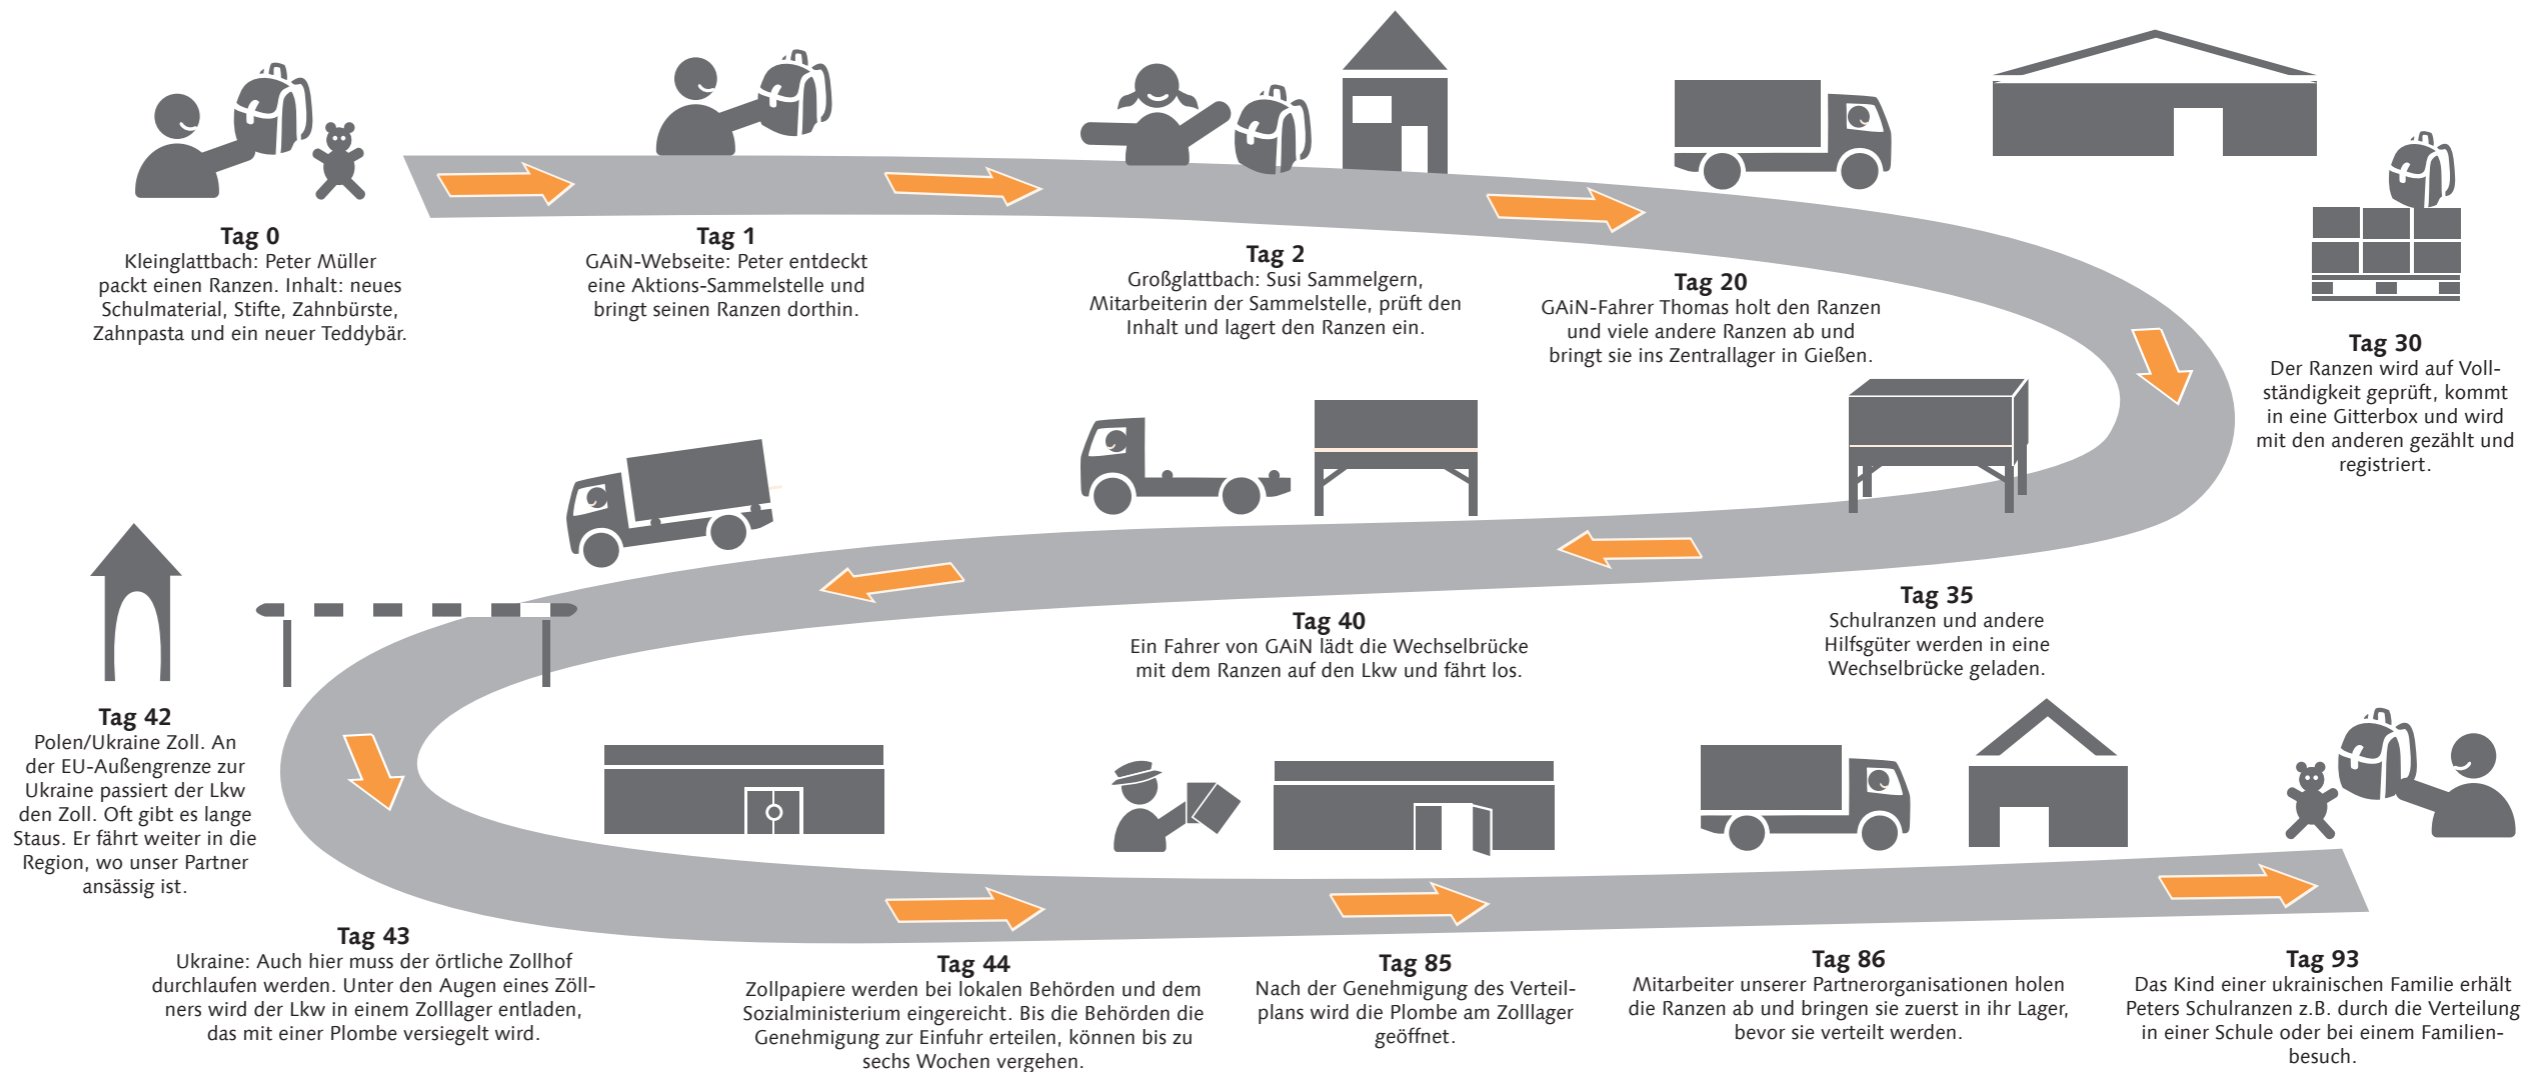 Tag 0
Kleinglattbach: Peter Müller
packt einen Ranzen. Inhalt: neues
Schulmaterial, Stifte, Zahnbürste,
Zahnpasta und ein neuer Teddybär.
Tag 1
GAiN-Webseite: Peter entdeckt
eine Aktions-Sammelstelle und
bringt seinen Ranzen dorthin.
Tag 2
Großglattbach: Susi Sammelgern,
Mitarbeiterin der Sammelstelle, prüft den
Inhalt und lagert den Ranzen ein.
Tag 20
GAiN-Fahrer Thomas holt den Ranzen
und viele andere Ranzen ab und
bringt sie ins Zentrallager in Gießen.
Tag 30
Der Ranzen wird auf Voll-
ständigkeit geprüft, kommt
in eine Gitterbox und wird
mit den anderen gezählt und
registriert.
Tag 35
Schulranzen und andere
Hilfsgüter werden in eine
Wechselbrücke geladen.
Tag 40
Ein Fahrer von GAiN lädt die Wechselbrücke
mit dem Ranzen auf den Lkw und fährt los.
Tag 42
Polen/Ukraine Zoll. An
der EU-Außengrenze zur
Ukraine passiert der Lkw
den Zoll. Oft gibt es lange
Staus. Er fährt weiter in die
Region, wo unser Partner
ansässig ist.
Tag 43
Ukraine: Auch hier muss der örtliche Zollhof
durchlaufen werden. Unter den Augen eines Zöll-
ners wird der Lkw in einem Zolllager entladen,
das mit einer Plombe versiegelt wird.
Tag 44
Zollpapiere werden bei lokalen Behörden und dem
Sozialministerium eingereicht. Bis die Behörden die
Genehmigung zur Einfuhr erteilen, können bis zu
sechs Wochen vergehen.
Tag 85
Nach der Genehmigung des Verteil-
plans wird die Plombe am Zolllager
geöffnet.
Tag 86
Mitarbeiter unserer Partnerorganisationen holen
die Ranzen ab und bringen sie zuerst in ihr Lager,
bevor sie verteilt werden.
Tag 93
Das Kind einer ukrainischen Familie erhält
Peters Schulranzen z.B. durch die Verteilung
in einer Schule oder bei einem Familien-
besuch.